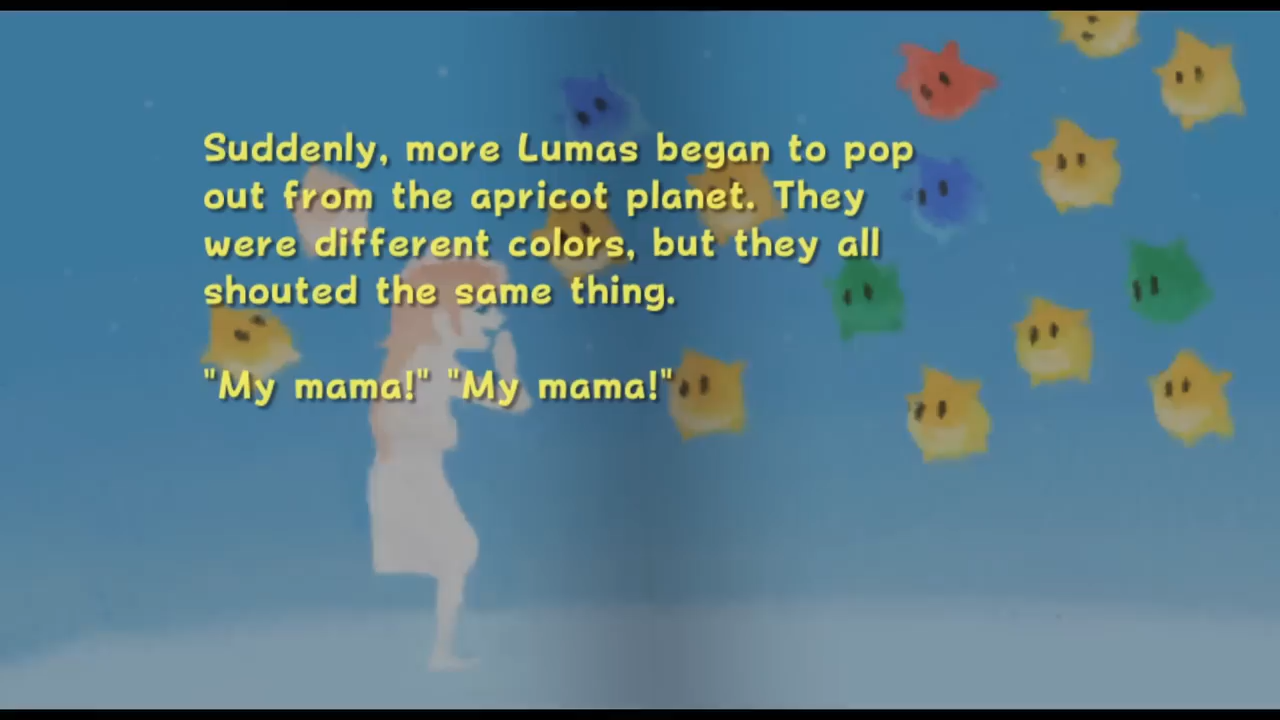 Suddenly, more Lumas began to pop
out from the apricot planet. They
were different colors, but they all
shouted the same thing.
"My mama!" "My mama!"